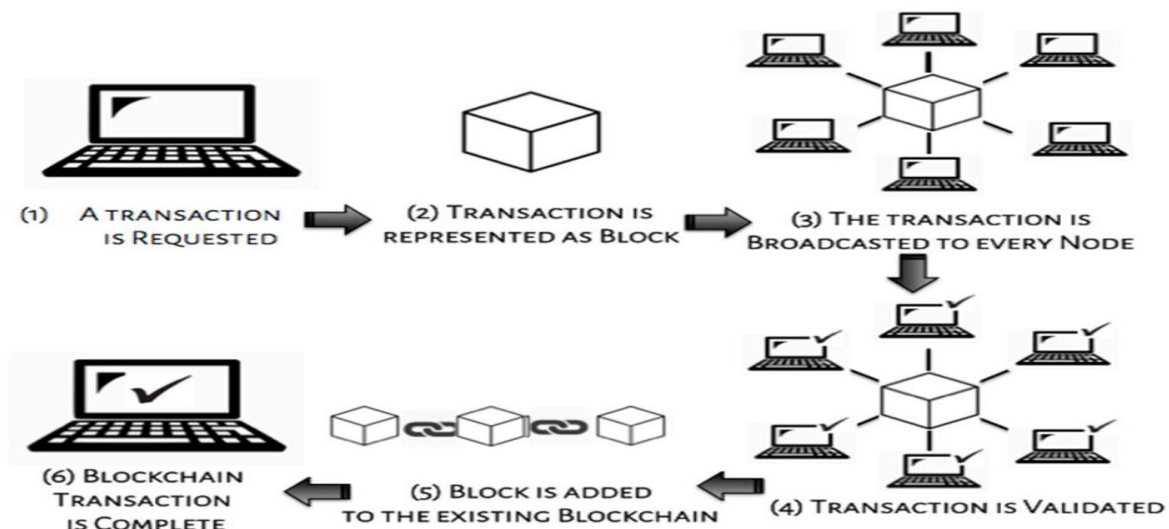 (1) A TRANSACTION
IS REQUESTED
(2) TRANSACTION IS
REPRESENTED AS BLOCK
(3) THE TRANSACTION IS
BROADCASTED TO EVERY NODE
(4) TRANSACTION IS VALIDATED
(5) BLOCK IS ADDED
TO THE EXISTING BLOCKCHAIN
(6) BLOCKCHAIN
TRANSACTION
IS COMPLETE